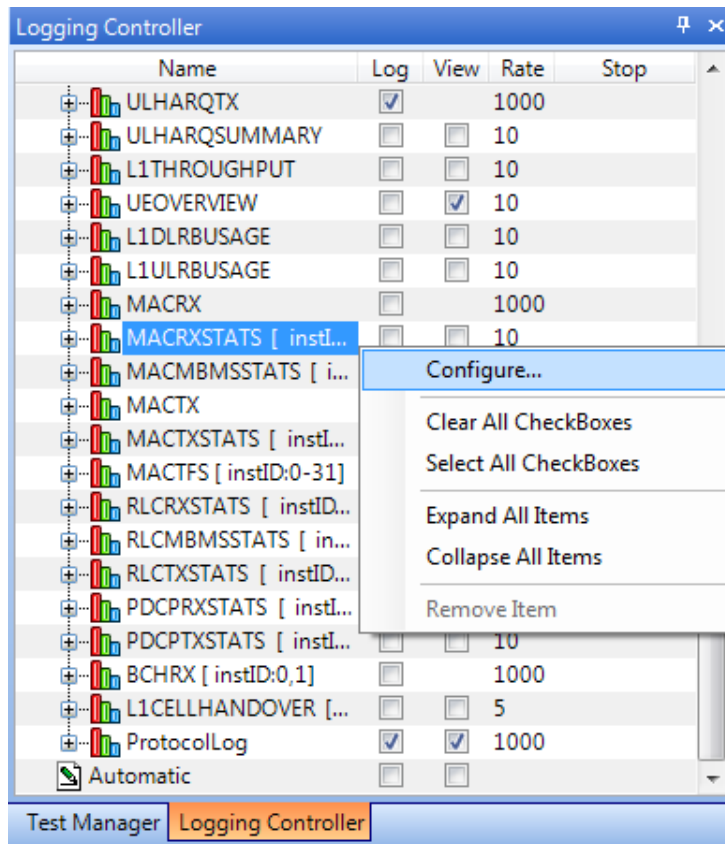 Logging Controller
Name Log View Rate Stop
ULHARQTX 1000
ULHARQSUMMARY 10
L1THROUGHPUT 10
UEOVERVIEW 10
L1DLRBUSAGE 10
L1ULRBUSAGE 10
MACRX 1000
MACRXSTATS [ instI... 10
MACMBMSSTATS [ i...
MACTX
MACTXSTATS [ instI...
MACTFS [ instID:0-31]
RLCRXSTATS [ instID...
RLCMBMSSTATS [ in...
RLCTXSTATS [ instID...
PDCPRXSTATS [ instI...
PDCPTXSTATS [ instI... 10
BCHRX [ instID:0,1] 1000
L1CELLHANDOVER [... 5
ProtocolLog 1000
Automatic
Configure...
Clear All CheckBoxes
Select All CheckBoxes
Expand All Items
Collapse All Items
Remove Item
Test Manager Logging Controller